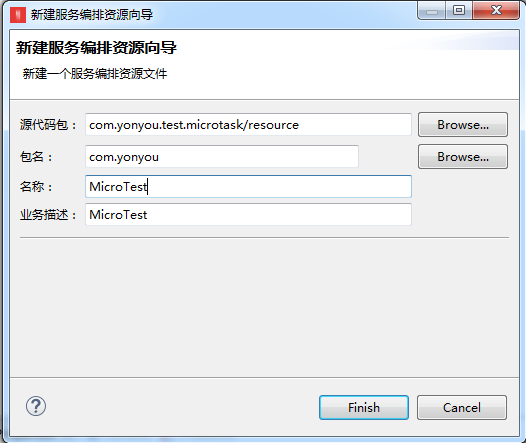 新建服务编排资源向导
新建服务编排资源向导
新建一个服务编排资源文件
源代码包： com.yonyou.test.microtask/resource Browse...
包名： com.yonyou Browse...
名称： MicroTest
业务描述： MicroTest
Finish Cancel